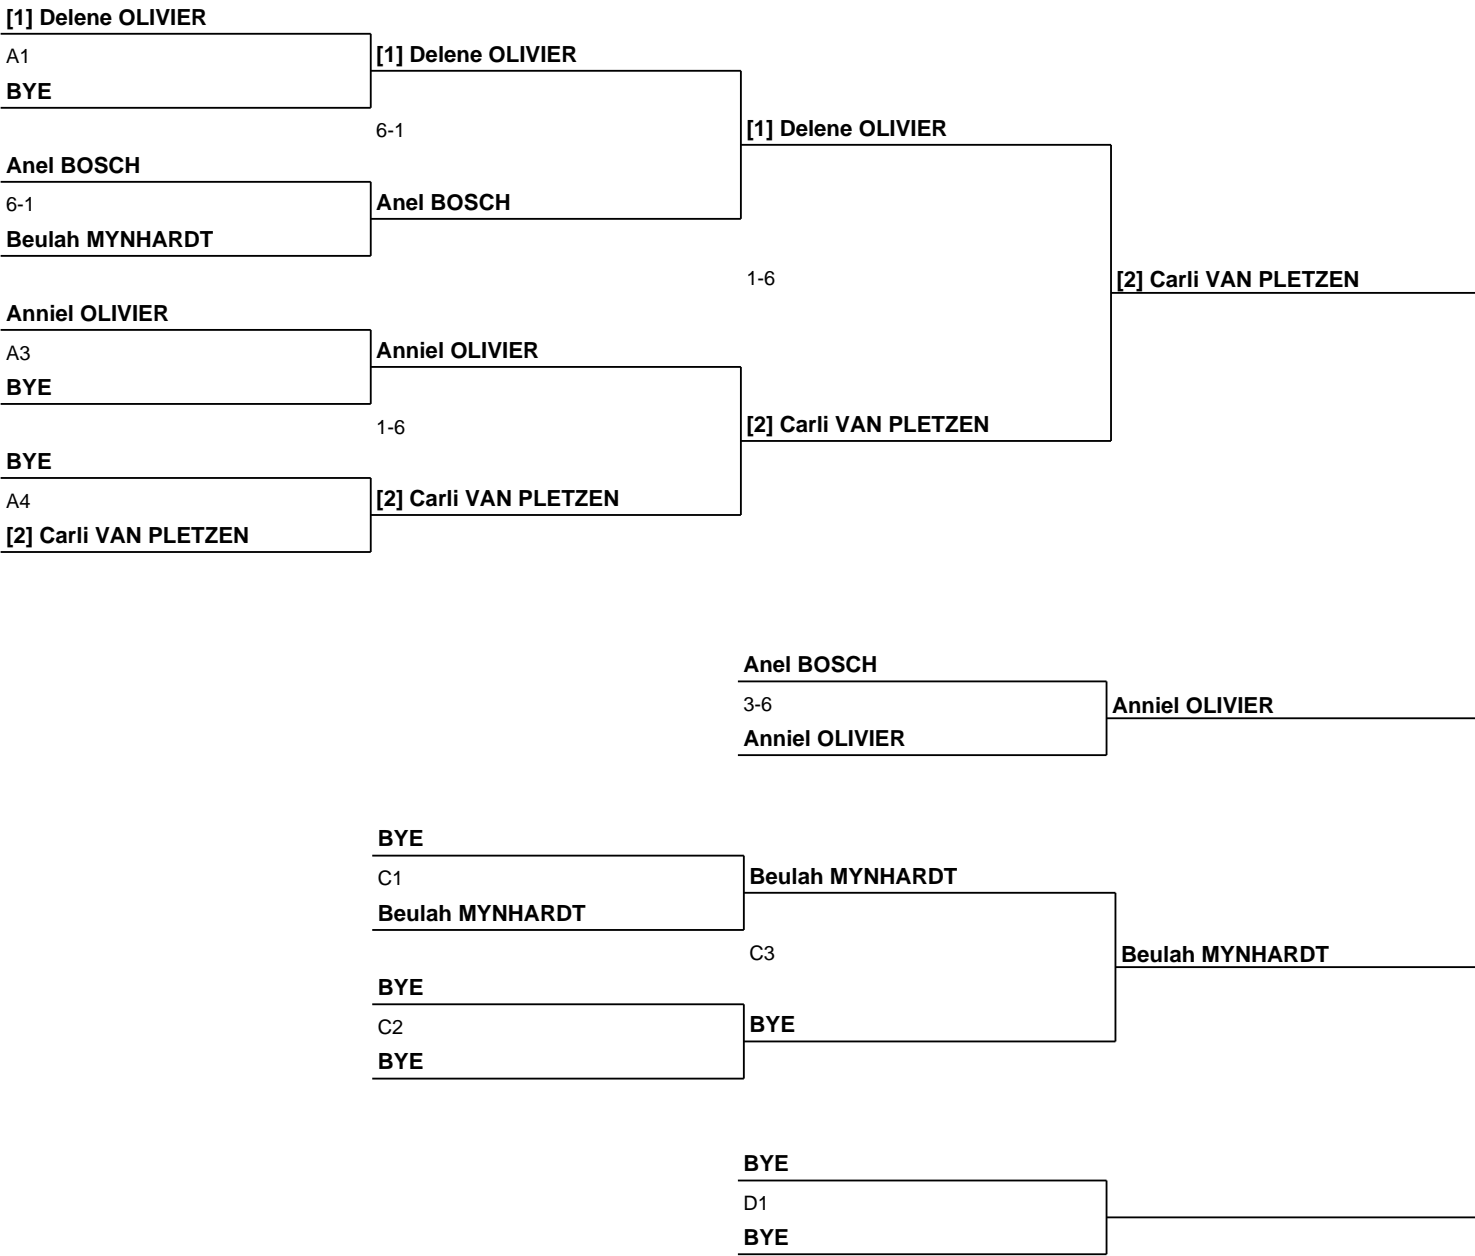 [1] Delene OLIVIER
A1
BYE
[1] Delene OLIVIER
6-1
Anel BOSCH
6-1
Beulah MYNHARDT
Anel BOSCH
[1] Delene OLIVIER
1-6
Anniel OLIVIER
A3
BYE
Anniel OLIVIER
1-6
BYE
A4
[2] Carli VAN PLETZEN
[2] Carli VAN PLETZEN
[2] Carli VAN PLETZEN
[2] Carli VAN PLETZEN
Anel BOSCH
3-6
Anniel OLIVIER
Anniel OLIVIER
BYE
C1
Beulah MYNHARDT
Beulah MYNHARDT
C3
BYE
C2
BYE
BYE
Beulah MYNHARDT
BYE
D1
BYE